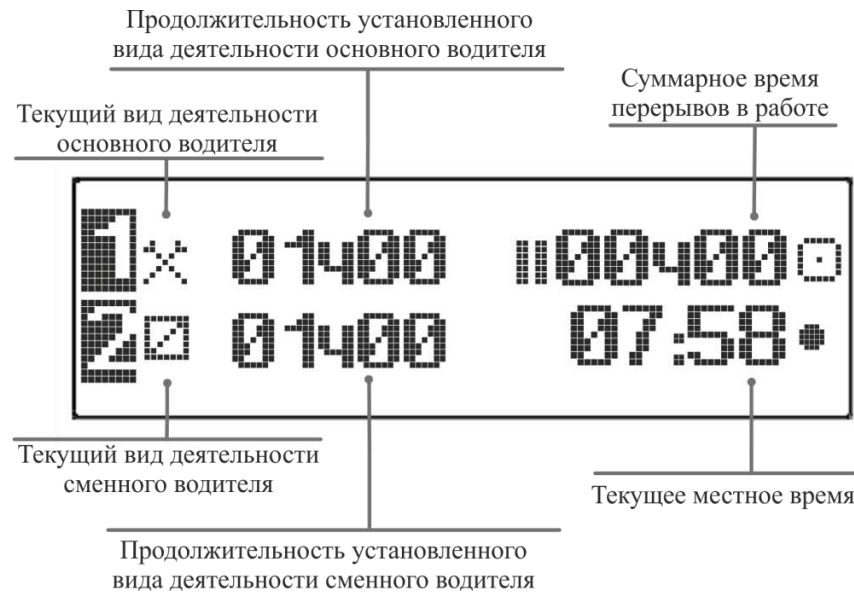 Продолжительность установленного
вида деятельности основного водителя
Суммарное время
перерывов в работе
Текущий вид деятельности
основного водителя
1 01ч00 00ч00
2 01ч00 07:58
Текущий вид деятельности
сменного водителя
Текущее местное время
Продолжительность установленного
вида деятельности сменного водителя